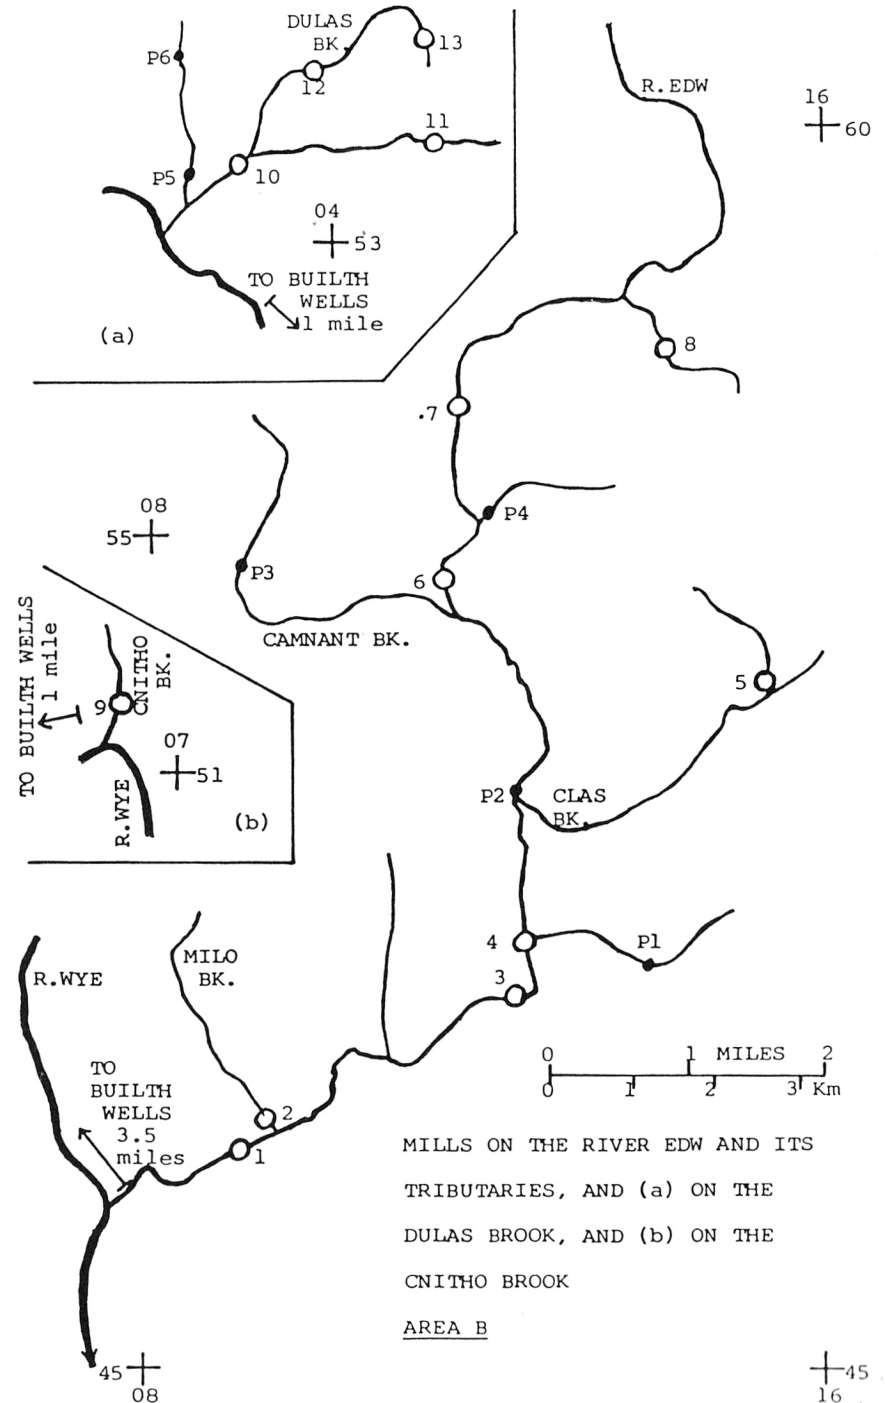 DULAS
BK.
P6
13
12
11
P5
10
04
53
TO BUILTH
WELLS
1 mile
(a)
R.EDW
16
60
8
.7
08
55
P4
P3
6
CAMNANT BK.
TO BUILTH WELLS
1 mile
CNITHO
BK.
9
07
51
R.WYE
(b)
5
P2
CLAS
BK.
4
P1
3
R.WYE
MILO
BK.
TO
BUILTH
WELLS
3.5
miles
2
1
0 1 MILES 2
0 1 2 3 Km
MILLS ON THE RIVER EDW AND ITS
TRIBUTARIES, AND (a) ON THE
DULAS BROOK, AND (b) ON THE
CNITHO BROOK
AREA B
45
08
45
16